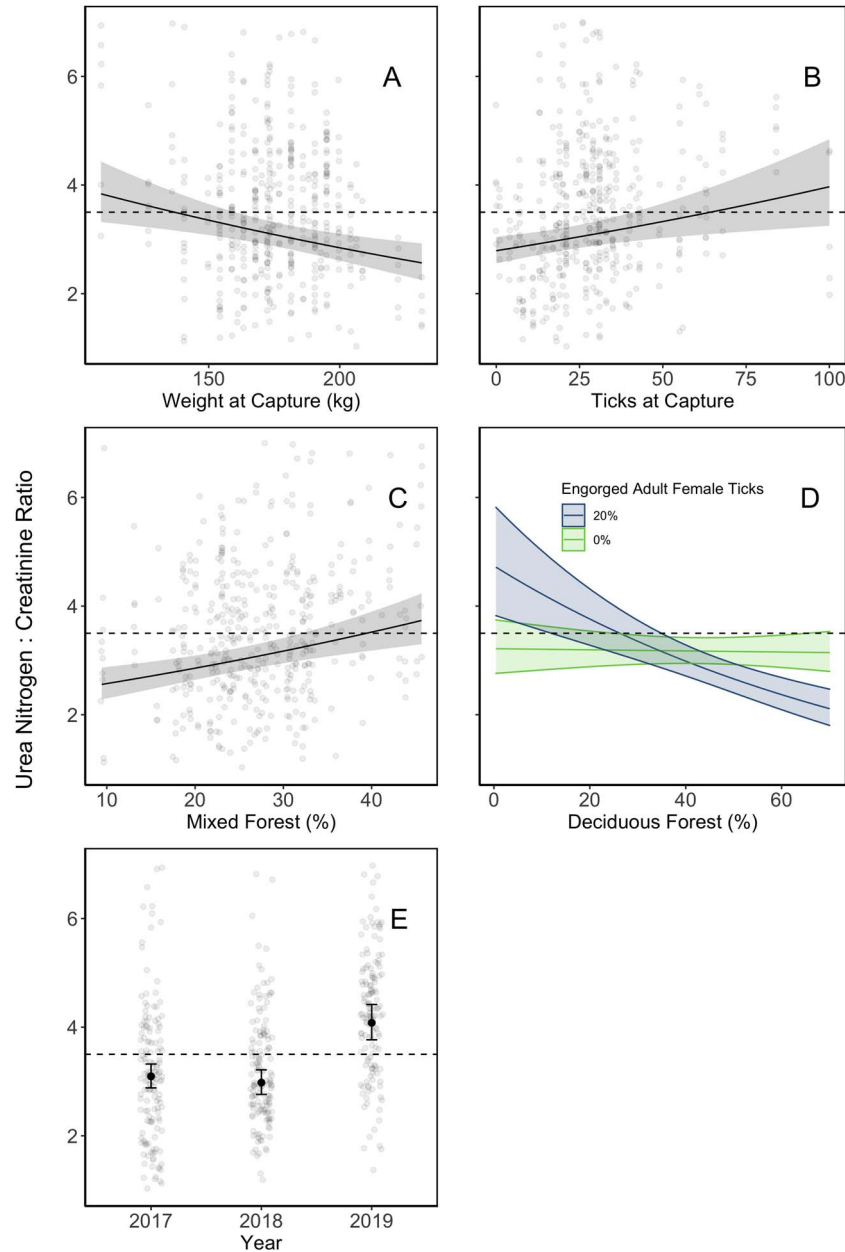 A
B
6
4
2
150
200
0
25
50
75
100
Weight at Capture (kg)
Ticks at Capture
Urea Nitrogen : Creatinine Ratio
C
D
Engorged Adult Female Ticks
20%
0%
6
4
2
10
20
30
40
0
20
40
60
Mixed Forest (%)
Deciduous Forest (%)
E
6
4
2
2017
2018
2019
Year